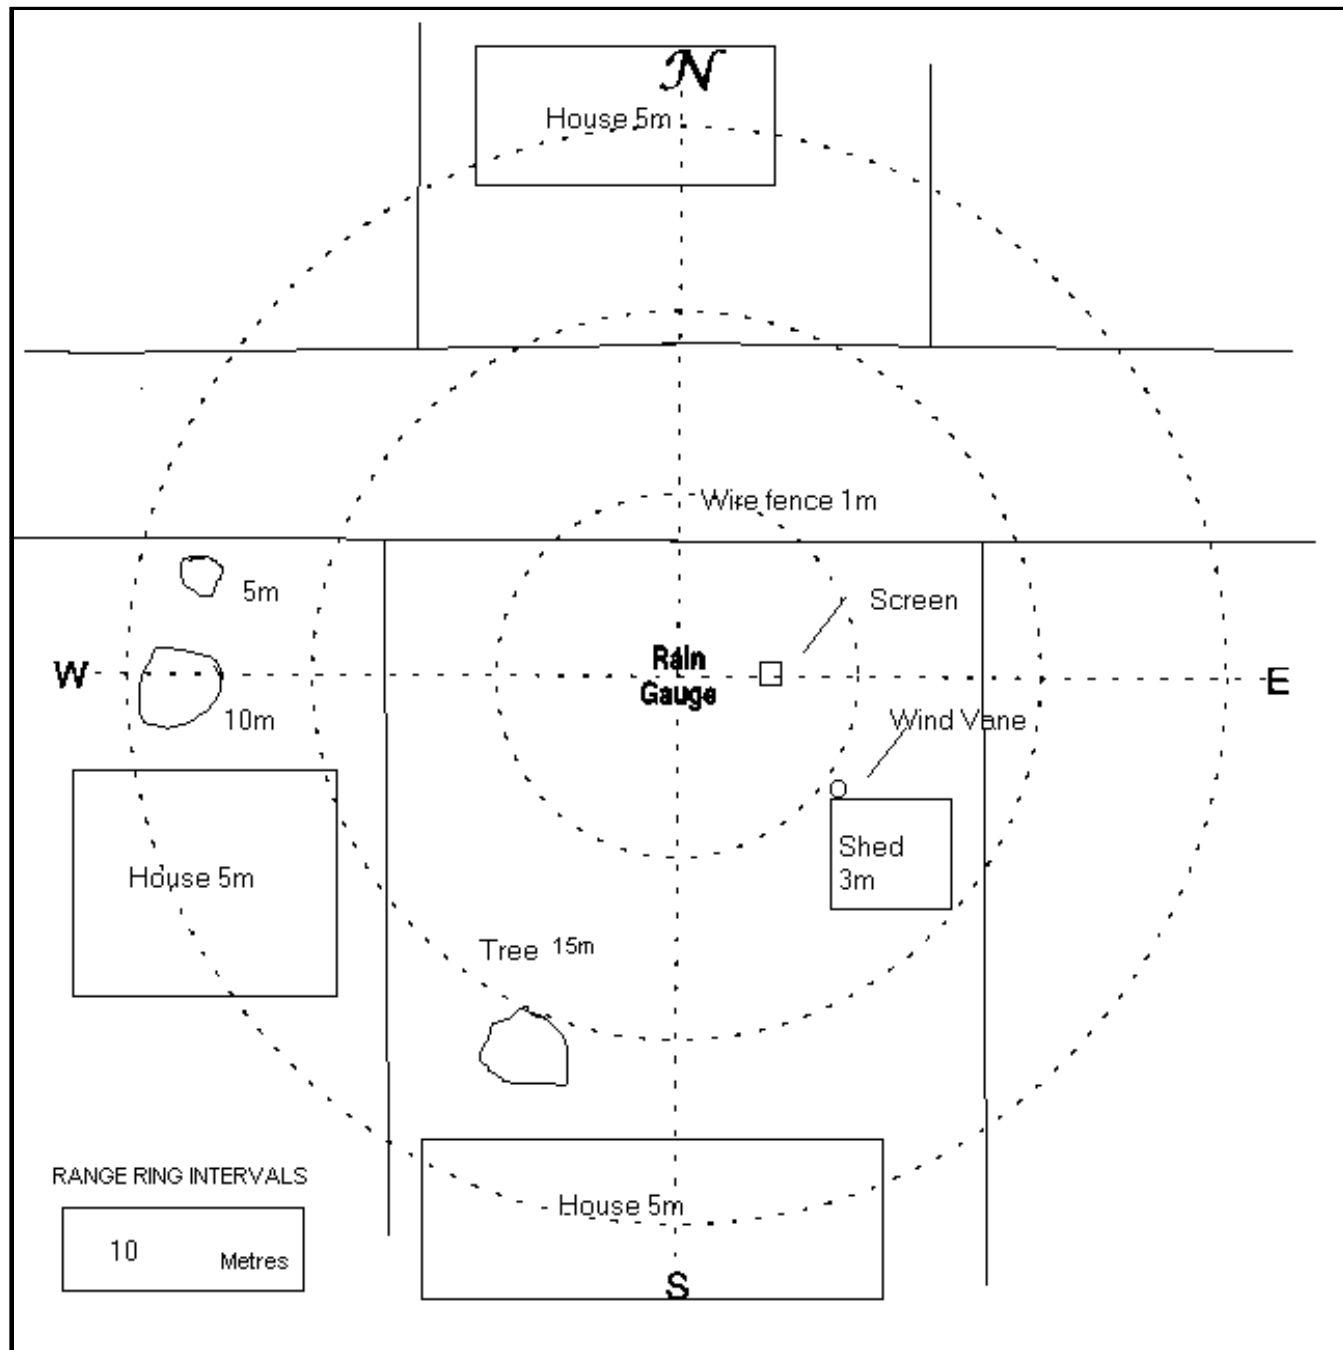 N
House 5m
Wire fence 1m
5m
Screen
W
Rain
Gauge
E
10m
Wind Vane
House 5m
Shed
3m
Tree 15m
RANGE RING INTERVALS
10 Metres
House 5m
S